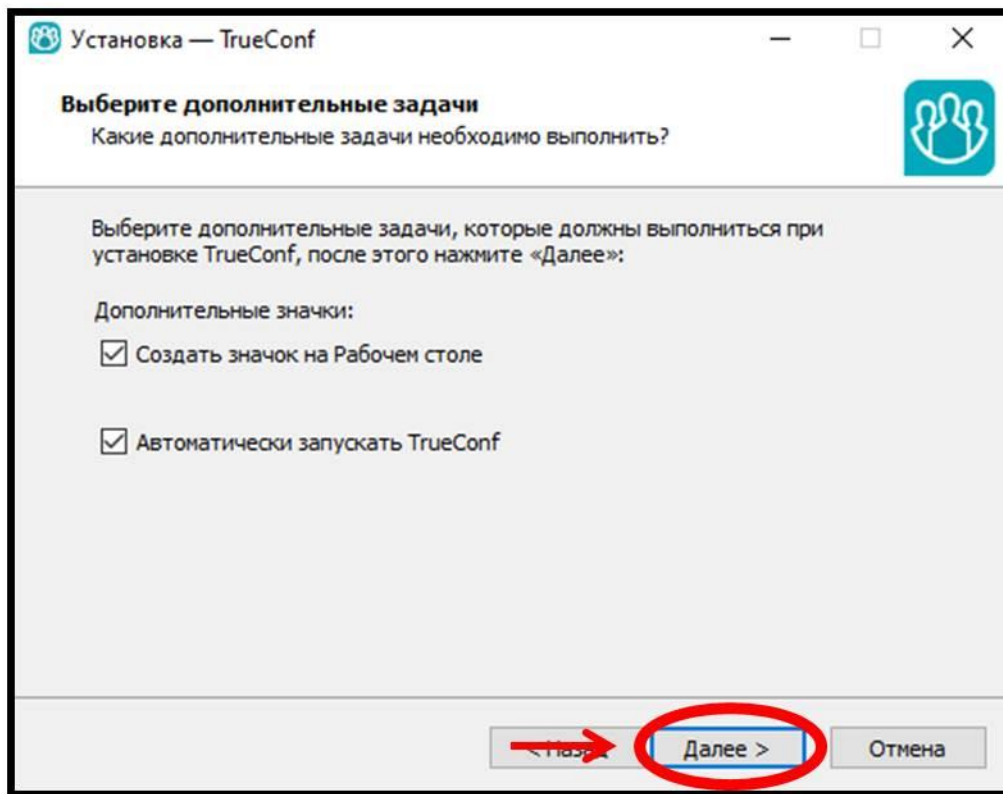 Установка — TrueConf
Выберите дополнительные задачи
Какие дополнительные задачи необходимо выполнить?
Выберите дополнительные задачи, которые должны выполниться при
установке TrueConf, после этого нажмите «Далее»:
Дополнительные значки:
Создать значок на Рабочем столе
Автоматически запускать TrueConf
< Назад
Далее >
Отмена